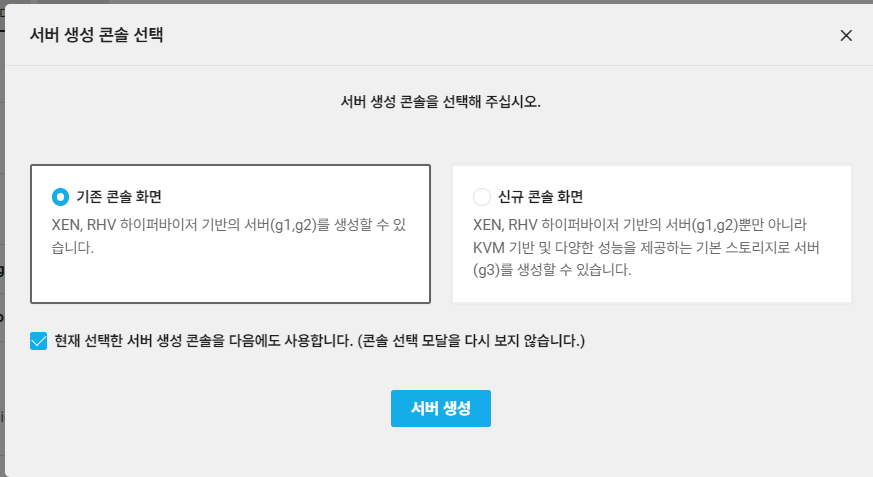 서버 생성 콘솔 선택
서버 생성 콘솔을 선택해 주십시오.
기존 콘솔 화면
XEN, RHV 하이퍼바이저 기반의 서버(g1,g2)를 생성할 수 있
습니다.
신규 콘솔 화면
XEN, RHV 하이퍼바이저 기반의 서버(g1,g2)뿐만 아니라
KVM 기반 및 다양한 성능을 제공하는 기본 스토리지로 서버
(g3)를 생성할 수 있습니다.
현재 선택한 서버 생성 콘솔을 다음에도 사용합니다. (콘솔 선택 모달을 다시 보지 않습니다.)
서버 생성